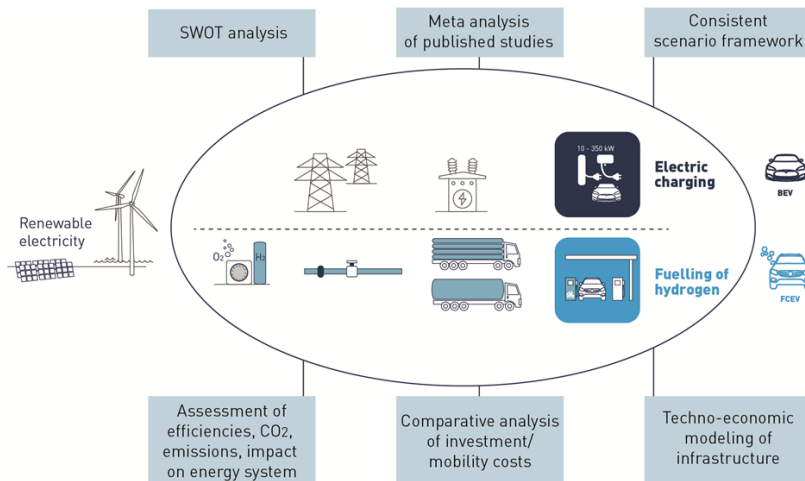 SWOT analysis
Meta analysis
of published studies
Consistent
scenario framework
10 - 350 kW
Electric
charging
BEV
Renewable
electricity
O2
H2
Fuelling of
hydrogen
FCEV
Assessment of
efficiencies, CO2,
emissions, impact
on energy system
Comparative analysis
of investment/
mobility costs
Techno-economic
modeling of
infrastructure